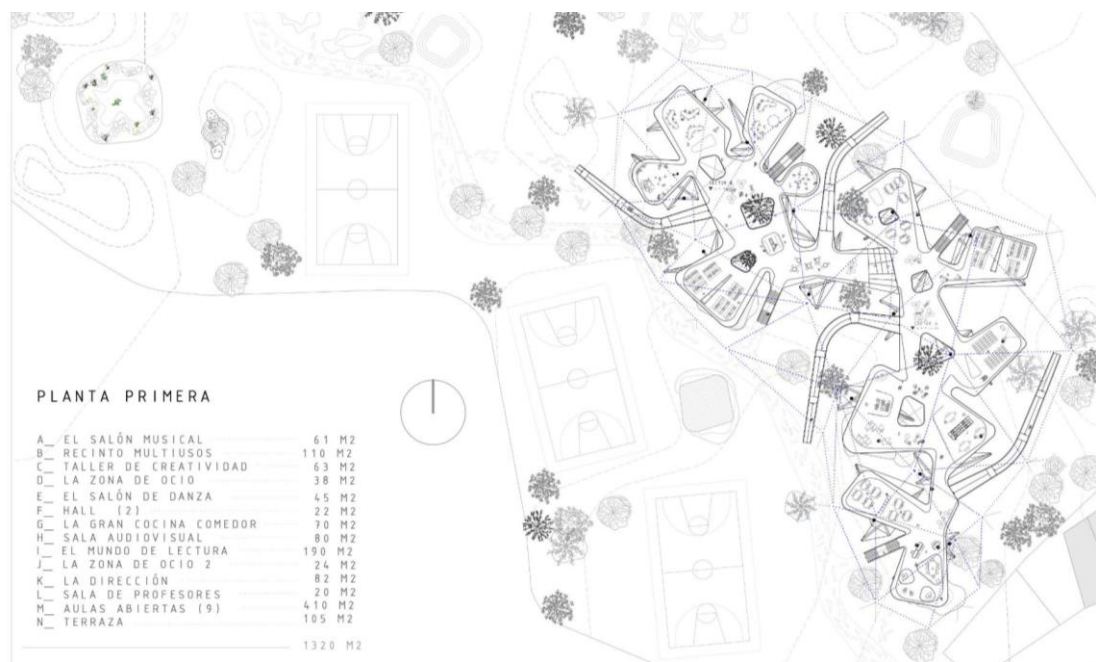 PLANTA PRIMERA
A_ EL SALÓN MUSICAL 61 M2
B_ RECINTO MULTIUSOS 110 M2
C_ TALLER DE CREATIVIDAD 63 M2
D_ LA ZONA DE OCIO 38 M2
E_ EL SALÓN DE DANZA 45 M2
F_ HALL (2) 22 M2
G_ LA GRAN COCINA COMEDOR 70 M2
H_ SALA AUDIOVISUAL 80 M2
I_ EL MUNDO DE LECTURA 190 M2
J_ LA ZONA DE OCIO 2 24 M2
K_ LA DIRECCIÓN 82 M2
L_ SALA DE PROFESORES 20 M2
M_ AULAS ABIERTAS (9) 410 M2
N_ TERRAZA 105 M2
1320 M2